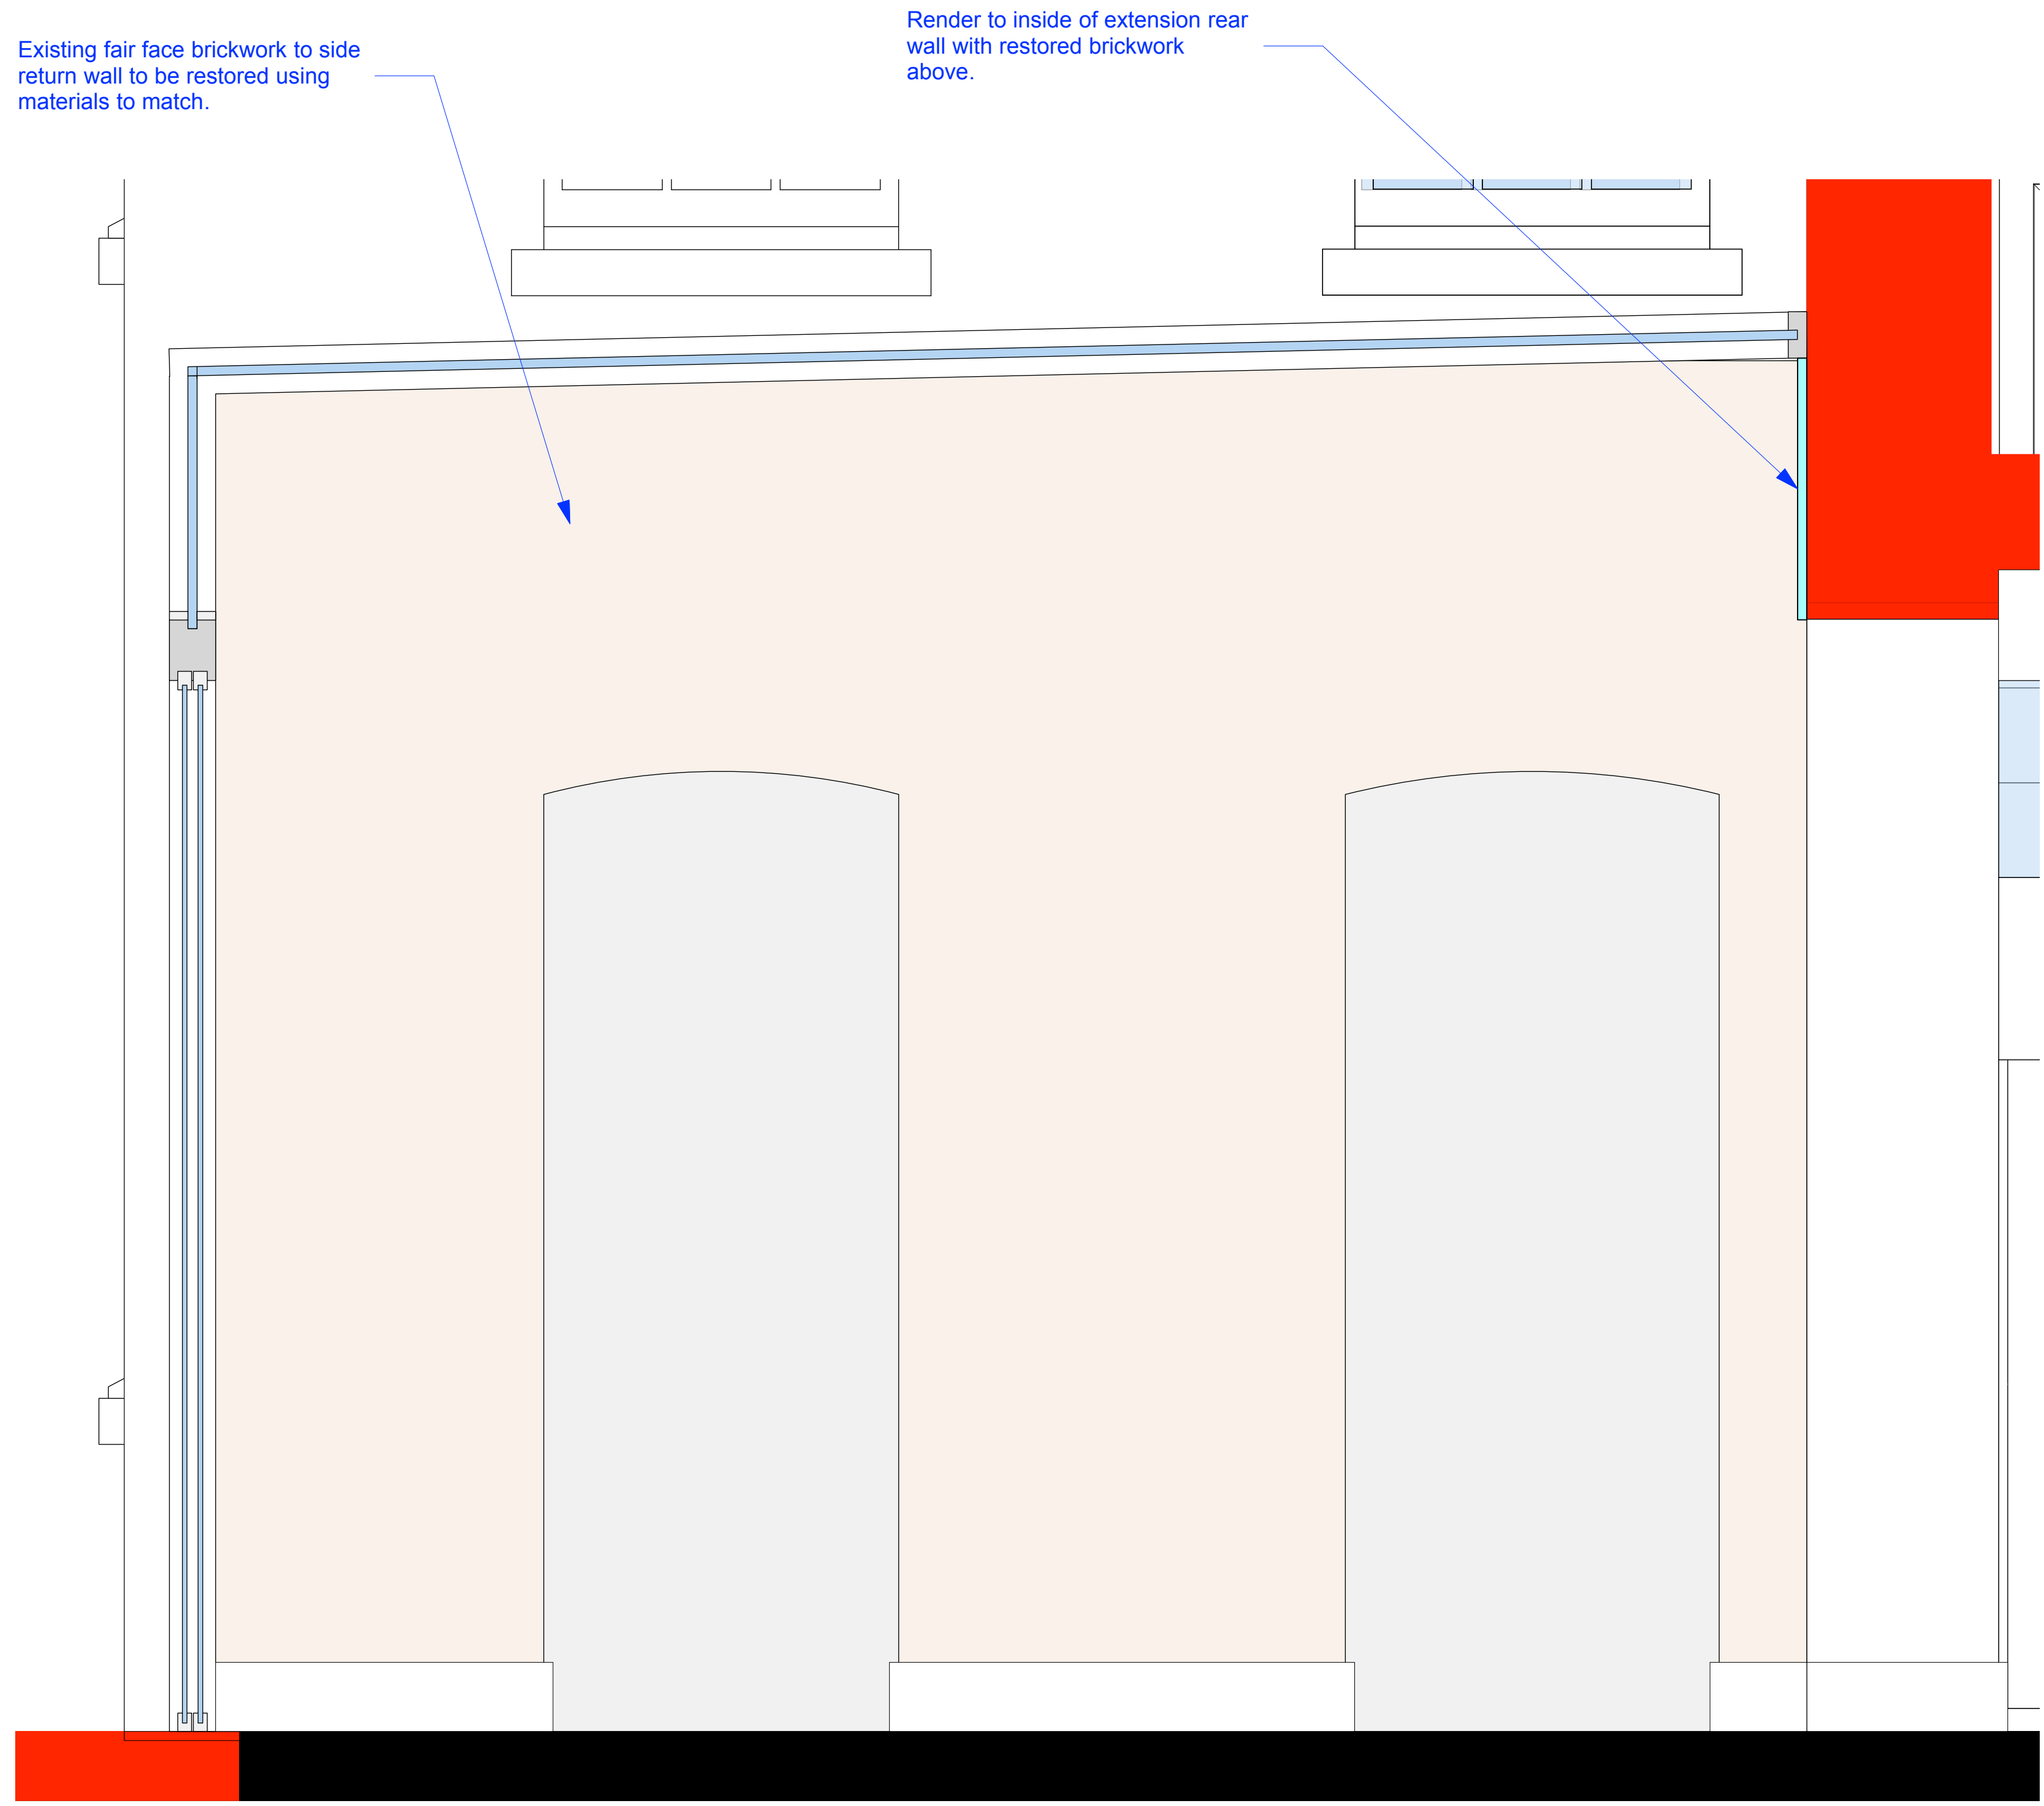 Existing fair face brickwork to side
return wall to be restored using
materials to match.
Render to inside of extension rear
wall with restored brickwork
above.